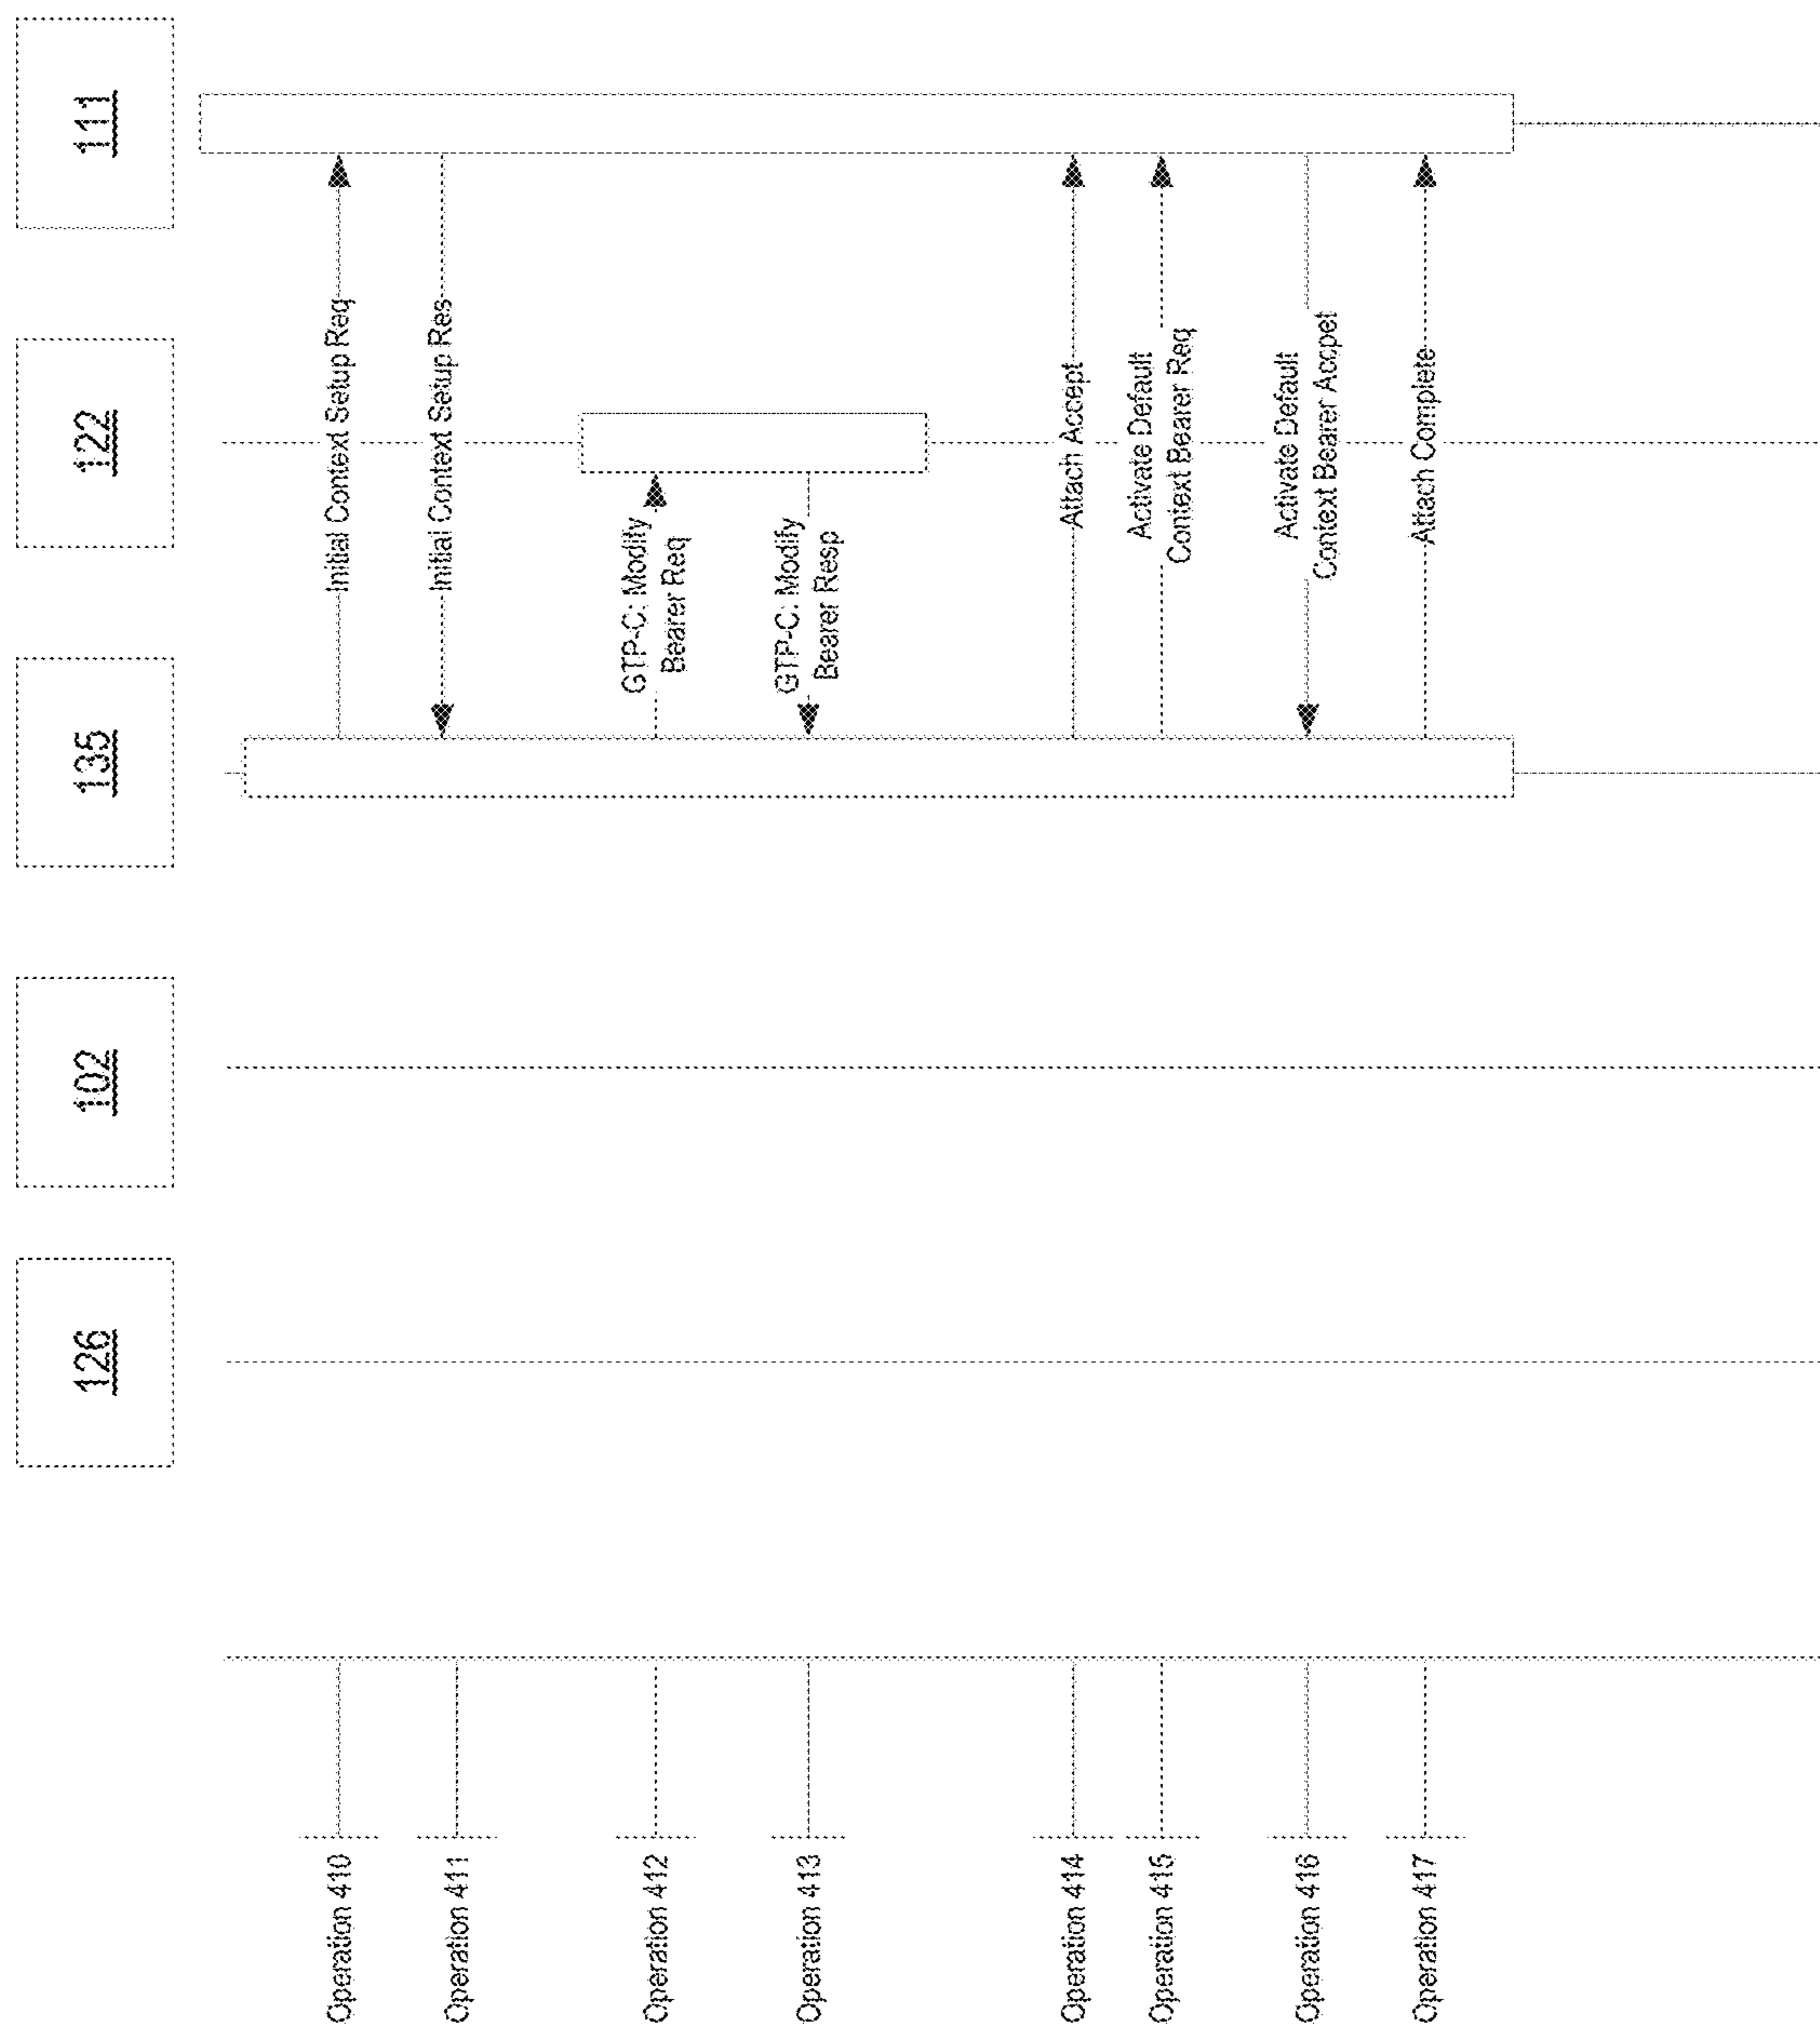 126
102
135
122
111
Operation 410
Initial Context Setup Req
Operation 411
Initial Context Setup Res
Operation 412
GTP-C: Modify
Bearer Req
Operation 413
GTP-C: Modify
Bearer Resp
Operation 414
Attach Accept
Operation 415
Activate Default
Context Bearer Req
Operation 416
Activate Default
Context Bearer Accpet
Operation 417
Attach Complete